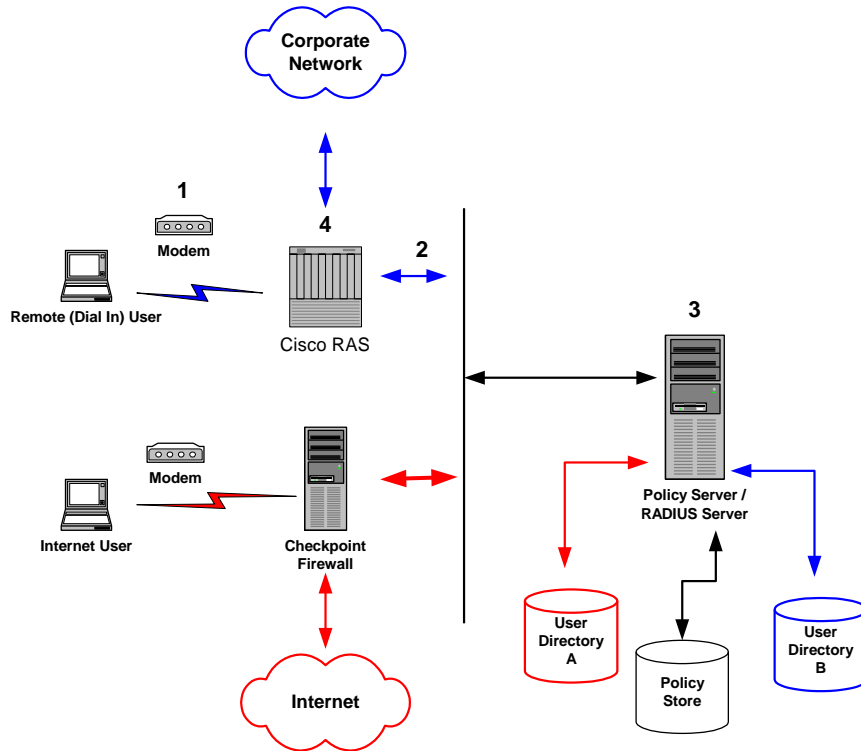 Corporate
Network
1
Modem
4
2
Remote (Dial In) User
Cisco RAS
3
Modem
Internet User
Checkpoint
Firewall
Policy Server /
RADIUS Server
User
Directory
A
User
Directory
B
Policy
Store
Internet